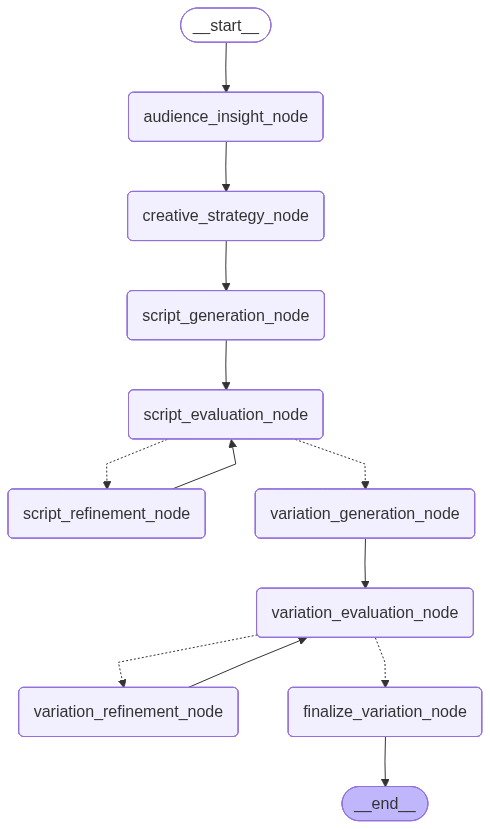 __start__
audience_insight_node
creative_strategy_node
script_generation_node
script_evaluation_node
script_refinement_node
variation_generation_node
variation_evaluation_node
variation_refinement_node
finalize_variation_node
__end__